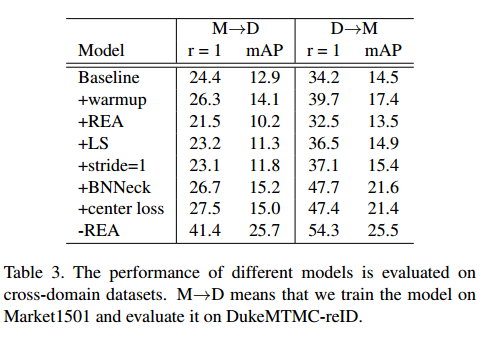 M→D D→M
Model r = 1 mAP r = 1 mAP
Baseline 24.4 12.9 34.2 14.5
+warmup 26.3 14.1 39.7 17.4
+REA 21.5 10.2 32.5 13.5
+LS 23.2 11.3 36.5 14.9
+stride=1 23.1 11.8 37.1 15.4
+BNNeck 26.7 15.2 47.7 21.6
+center loss 27.5 15.0 47.4 21.4
-REA 41.4 25.7 54.3 25.5
Table 3. The performance of different models is evaluated on
cross-domain datasets. M→D means that we train the model on
Market1501 and evaluate it on DukeMTMC-reID.